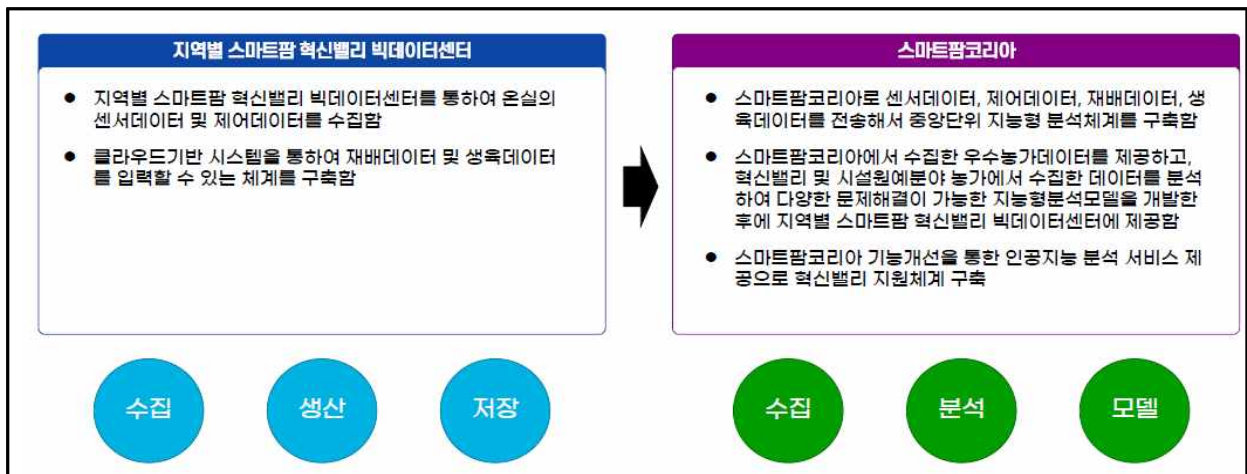 지역별 스마트팜 혁신밸리 빅데이터센터
● 지역별 스마트팜 혁신밸리 빅데이터센터를 통하여 온실의
센서데이터 및 제어데이터를 수집함
● 클라우드기반 시스템을 통하여 재배데이터 및 생육데이터
를 입력할 수 있는 체계를 구축함
수집
생산
저장
스마트팜코리아
● 스마트팜코리아로 센서데이터, 제어데이터, 재배데이터, 생
육데이터를 전송해서 중앙단위 지능형 분석체계를 구축함
● 스마트팜코리아에서 수집한 우수농가데이터를 제공하고,
혁신밸리 및 시설원예분야 농가에서 수집한 데이터를 분석
하여 다양한 문제해결이 가능한 지능형분석모델을 개발한
후에 지역별 스마트팜 혁신밸리 빅데이터센터에 제공함
● 스마트팜코리아 기능개선을 통한 인공지능 분석 서비스 제
공으로 혁신밸리 지원체계 구축
수집
분석
모델